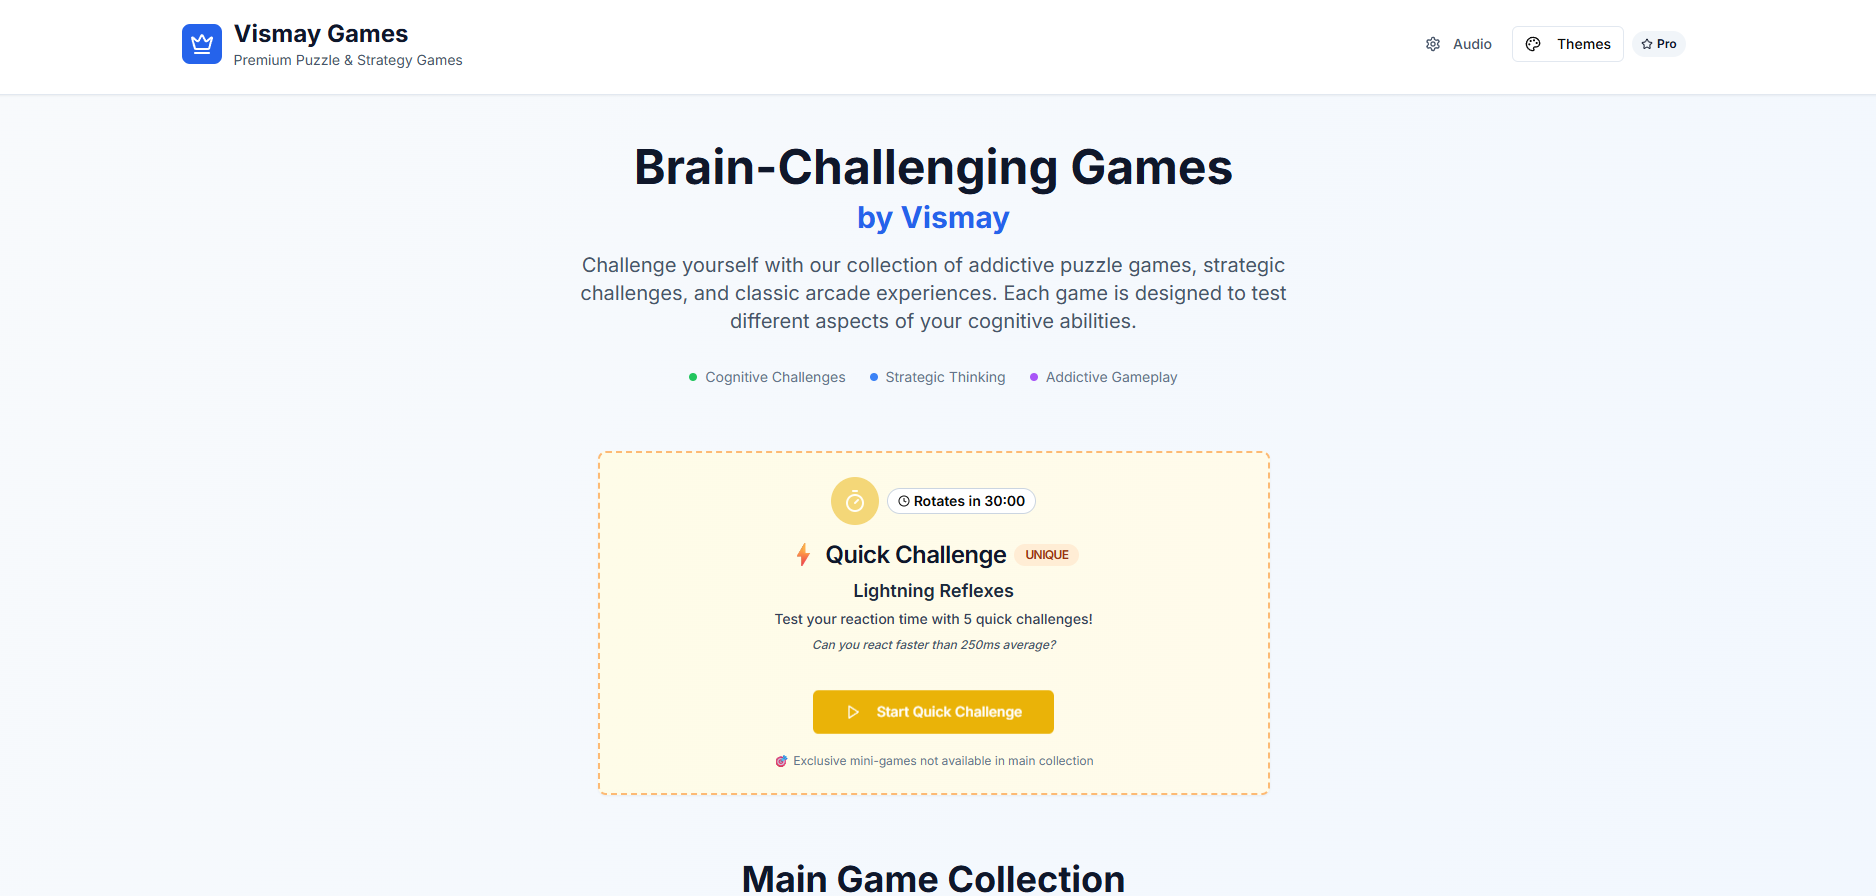 Vismay Games
Premium Puzzle & Strategy Games
Audio
Themes
Pro
Brain-Challenging Games
by Vismay
Challenge yourself with our collection of addictive puzzle games, strategic
challenges, and classic arcade experiences. Each game is designed to test
different aspects of your cognitive abilities.
Cognitive Challenges
Strategic Thinking
Addictive Gameplay
Rotates in 30:00
Quick Challenge UNIQUE
Lightning Reflexes
Test your reaction time with 5 quick challenges!
Can you react faster than 250ms average?
Start Quick Challenge
Exclusive mini-games not available in main collection
Main Game Collection